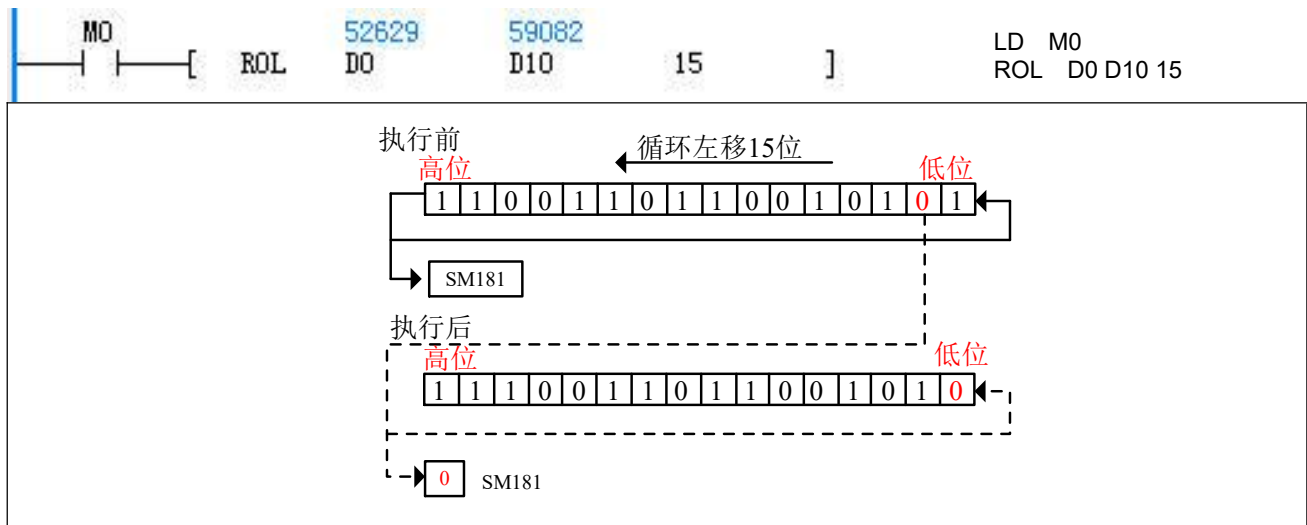 M0 52629 59082
ROL D0 D10 15
LD M0
ROL D0 D10 15
执行前
循环左移15位
高位 低位
1 1 0 0 1 1 0 1 1 0 0 1 0 1 0 1
SM181
执行后
高位 低位
1 1 1 0 0 1 1 0 1 1 0 0 1 0 1 0
0 SM181